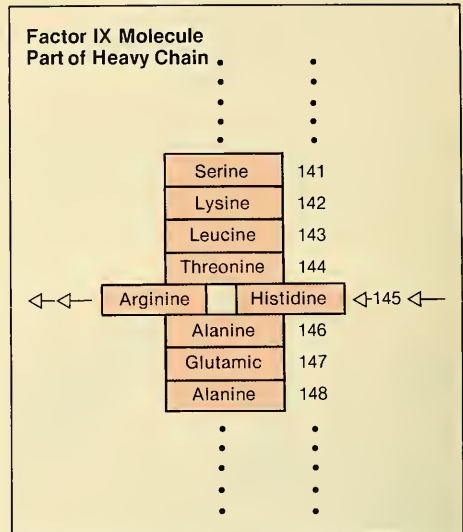 Factor IX Molecule
Part of Heavy Chain
Serine 141
Lysine 142
Leucine 143
Threonine 144
Arginine Histidine 145
Alanine 146
Glutamic 147
Alanine 148